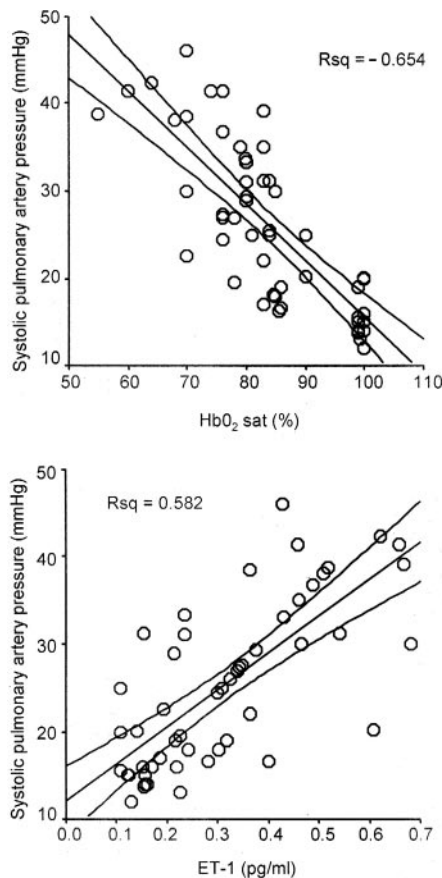 Systolic pulmonary artery pressure (mmHg)
50
40
30
20
10
Rsq = - 0.654
50 60 70 80 90 100 110
Hb0₂ sat (%)
Systolic pulmonary artery pressure (mmHg)
50
40
30
20
10
Rsq = 0.582
0.0 0.1 0.2 0.3 0.4 0.5 0.6 0.7
ET-1 (pg/ml)